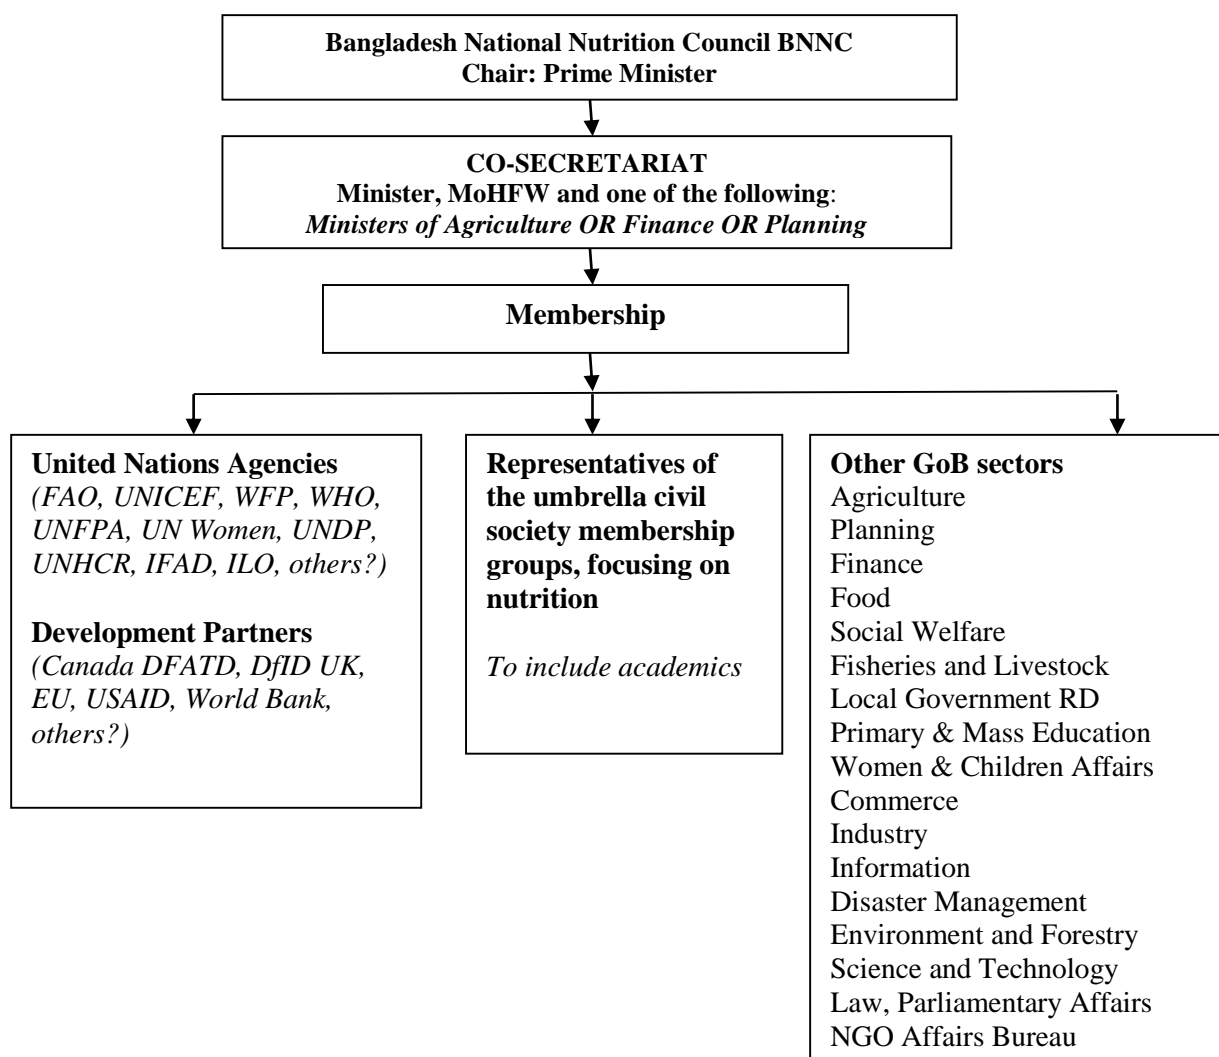 Bangladesh National Nutrition Council BNNC
Chair: Prime Minister
CO-SECRETARIAT
Minister, MoHFW and one of the following:
Ministers of Agriculture OR Finance OR Planning
Membership
United Nations Agencies
(FAO, UNICEF, WFP, WHO,
UNFPA, UN Women, UNDP,
UNHCR, IFAD, ILO, others?)
Development Partners
(Canada DFATD, DfID UK,
EU, USAID, World Bank,
others?)
Representatives of
the umbrella civil
society membership
groups, focusing on
nutrition
To include academics
Other GoB sectors
Agriculture
Planning
Finance
Food
Social Welfare
Fisheries and Livestock
Local Government RD
Primary & Mass Education
Women & Children Affairs
Commerce
Industry
Information
Disaster Management
Environment and Forestry
Science and Technology
Law, Parliamentary Affairs
NGO Affairs Bureau